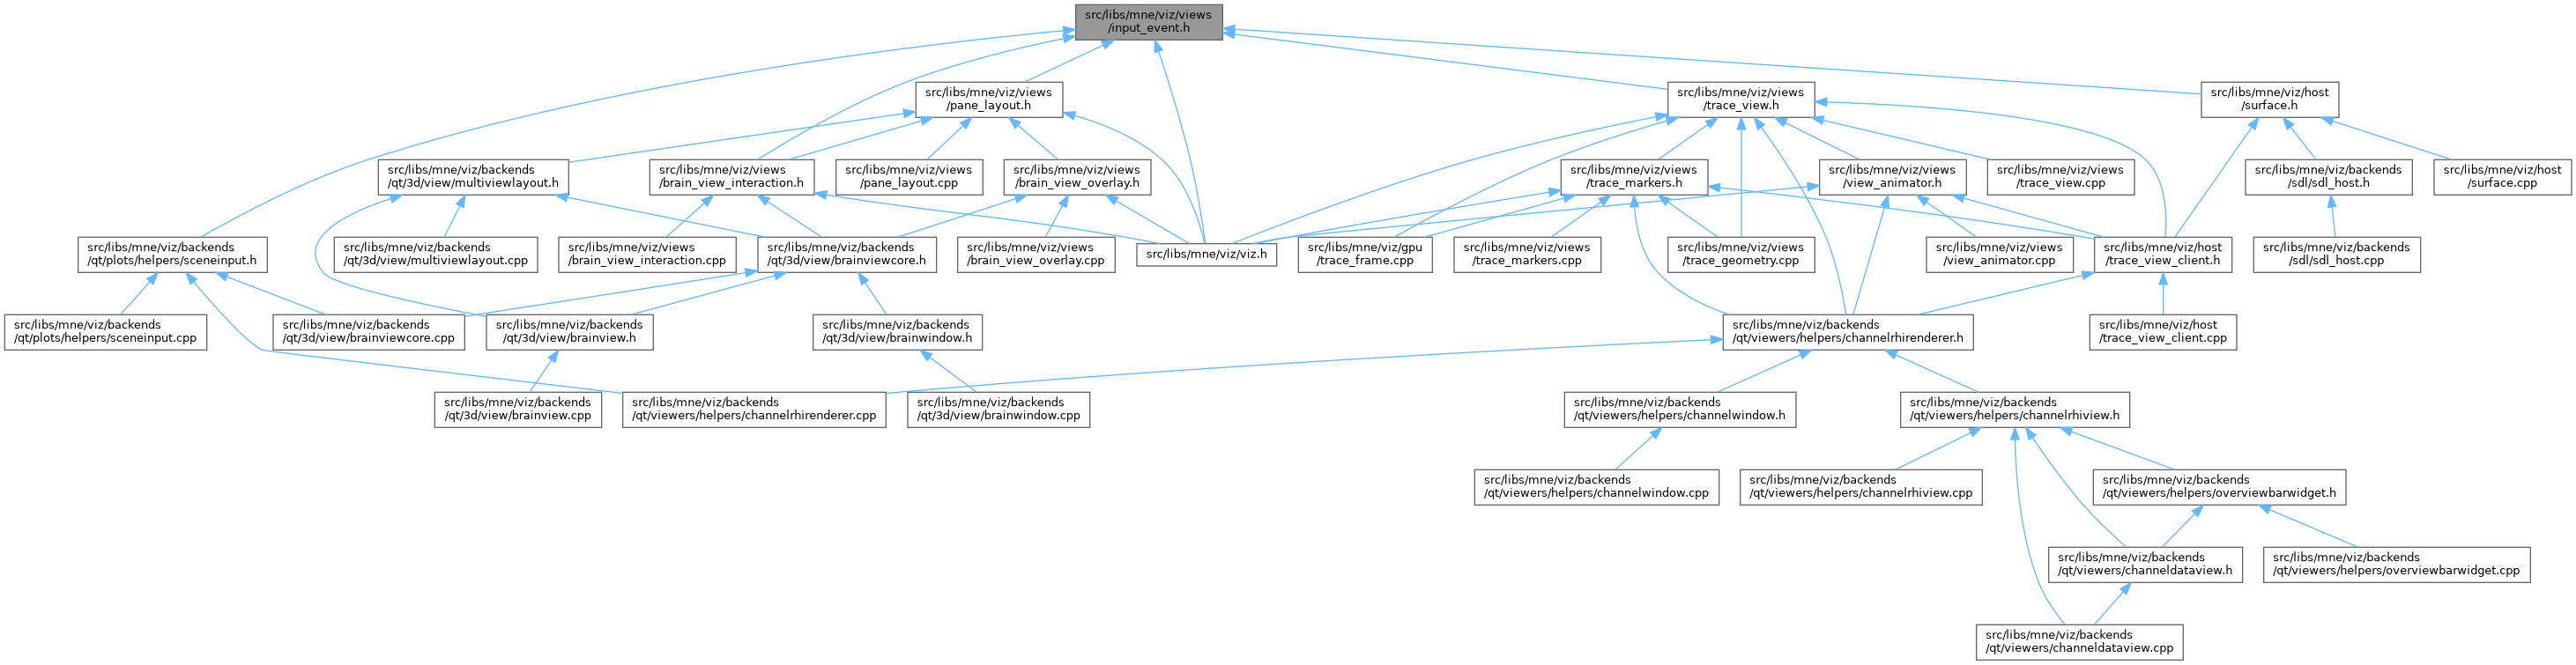 src/libs/mne/viz/views
/input_event.h
src/libs/mne/viz/views
/pane_layout.h
src/libs/mne/viz/views
/trace_view.h
src/libs/mne/viz/host
/surface.h
src/libs/mne/viz/backends
/qt/3d/view/multiviewlayout.h
src/libs/mne/viz/views
/brain_view_interaction.h
src/libs/mne/viz/views
/pane_layout.cpp
src/libs/mne/viz/views
/brain_view_overlay.h
src/libs/mne/viz/views
/trace_markers.h
src/libs/mne/viz/views
/view_animator.h
src/libs/mne/viz/views
/trace_view.cpp
src/libs/mne/viz/backends
/sdl/sdl_host.h
src/libs/mne/viz/host
/surface.cpp
src/libs/mne/viz/backends
/qt/plots/helpers/sceneinput.h
src/libs/mne/viz/backends
/qt/3d/view/multiviewlayout.cpp
src/libs/mne/viz/views
/brain_view_interaction.cpp
src/libs/mne/viz/backends
/qt/3d/view/brainviewcore.h
src/libs/mne/viz/views
/brain_view_overlay.cpp
src/libs/mne/viz/viz.h
src/libs/mne/viz/gpu
/trace_frame.cpp
src/libs/mne/viz/views
/trace_markers.cpp
src/libs/mne/viz/views
/trace_geometry.cpp
src/libs/mne/viz/views
/view_animator.cpp
src/libs/mne/viz/host
/trace_view_client.h
src/libs/mne/viz/backends
/sdl/sdl_host.cpp
src/libs/mne/viz/backends
/qt/plots/helpers/sceneinput.cpp
src/libs/mne/viz/backends
/qt/3d/view/brainviewcore.cpp
src/libs/mne/viz/backends
/qt/3d/view/brainview.h
src/libs/mne/viz/backends
/qt/3d/view/brainwindow.h
src/libs/mne/viz/backends
/qt/viewers/helpers/channelrhirenderer.h
src/libs/mne/viz/host
/trace_view_client.cpp
src/libs/mne/viz/backends
/qt/3d/view/brainview.cpp
src/libs/mne/viz/backends
/qt/viewers/helpers/channelrhirenderer.cpp
src/libs/mne/viz/backends
/qt/3d/view/brainwindow.cpp
src/libs/mne/viz/backends
/qt/viewers/helpers/channelwindow.h
src/libs/mne/viz/backends
/qt/viewers/helpers/channelrhiview.h
src/libs/mne/viz/backends
/qt/viewers/helpers/channelwindow.cpp
src/libs/mne/viz/backends
/qt/viewers/helpers/channelrhiview.cpp
src/libs/mne/viz/backends
/qt/viewers/helpers/overviewbarwidget.h
src/libs/mne/viz/backends
/qt/viewers/channeldataview.h
src/libs/mne/viz/backends
/qt/viewers/helpers/overviewbarwidget.cpp
src/libs/mne/viz/backends
/qt/viewers/channeldataview.cpp